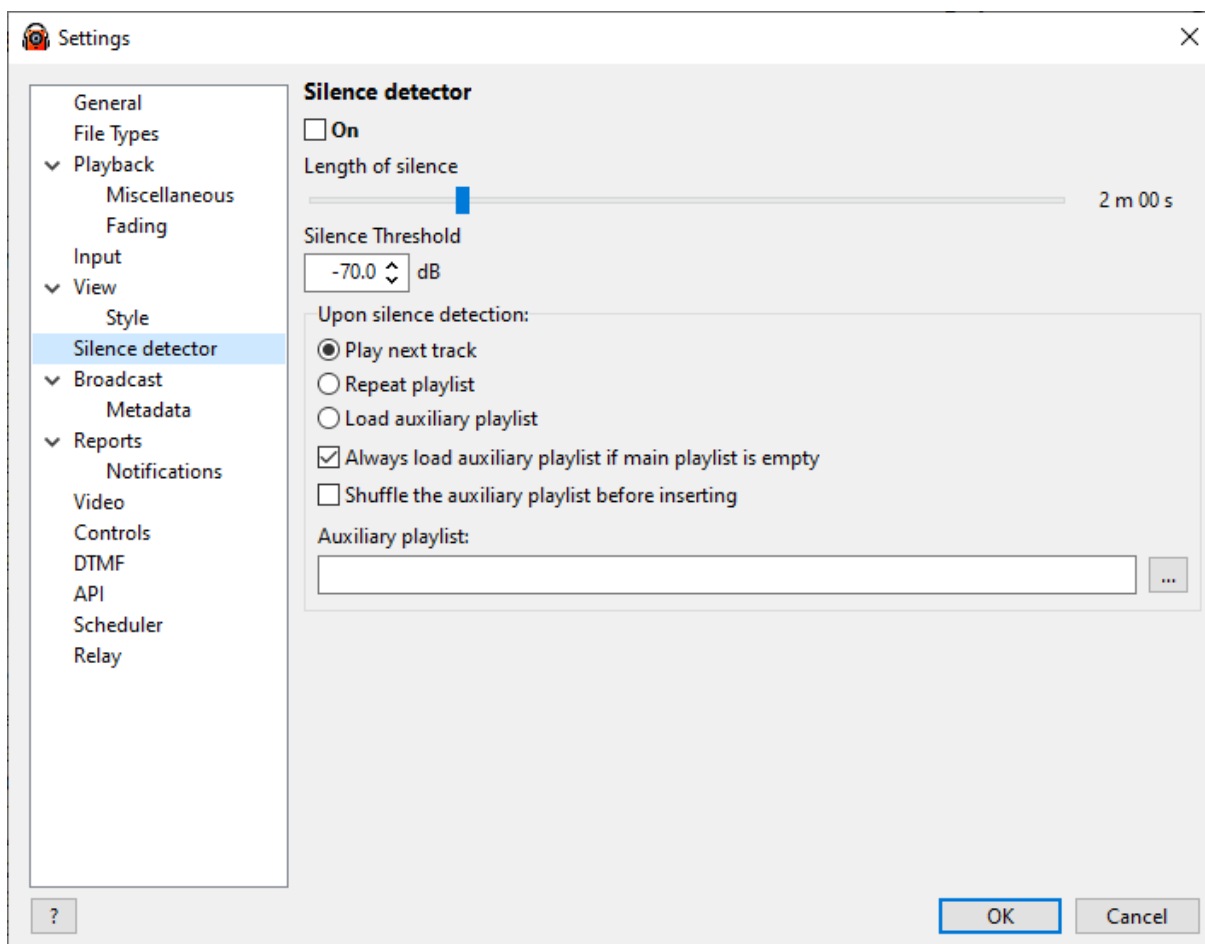 Settings
General
File Types
Playback
Miscellaneous
Fading
Input
View
Style
Silence detector
Broadcast
Metadata
Reports
Notifications
Video
Controls
DTMF
API
Scheduler
Relay
Silence detector
On
Length of silence
2 m 00 s
Silence Threshold
-70.0 dB
Upon silence detection:
Play next track
Repeat playlist
Load auxiliary playlist
Always load auxiliary playlist if main playlist is empty
Shuffle the auxiliary playlist before inserting
Auxiliary playlist:
...
?
OK
Cancel